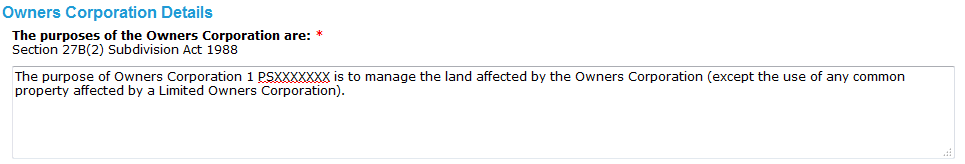 Owners Corporation Details
The purposes of the Owners Corporation are: *
Section 27B(2) Subdivision Act 1988
The purpose of Owners Corporation 1 PSXXXXXXX is to manage the land affected by the Owners Corporation (except the use of any common
property affected by a Limited Owners Corporation).